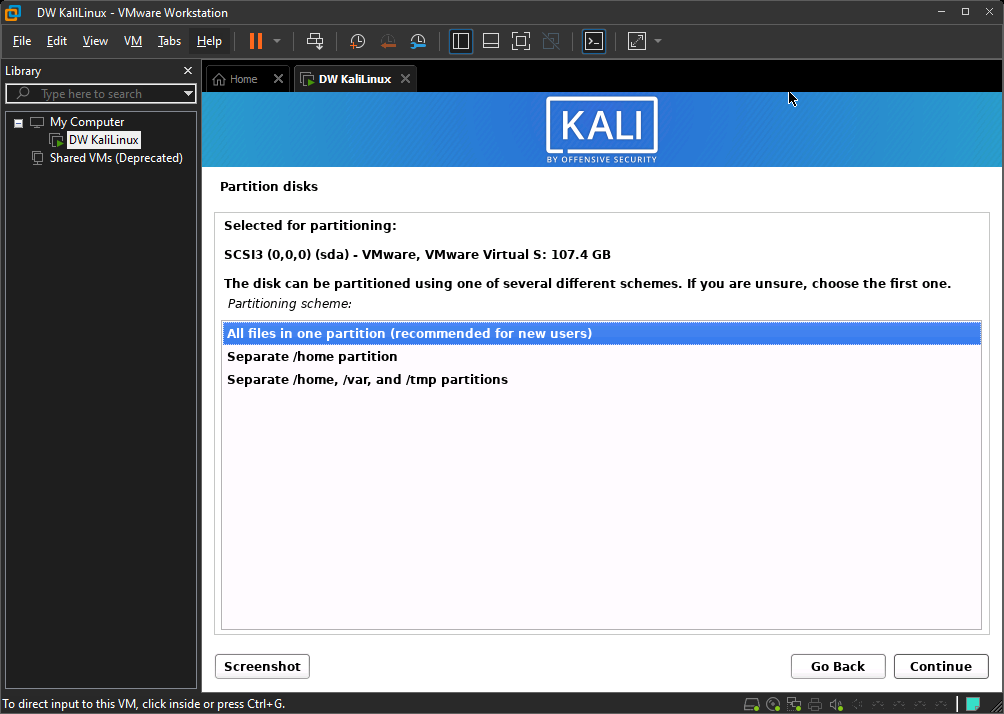 DW KaliLinux - VMware Workstation
File Edit View VM Tabs Help
Library
Type here to search
My Computer
DW KaliLinux
Shared VMs (Deprecated)
Home
DW KaliLinux
KALI
BY OFFENSIVE SECURITY
Partition disks
Selected for partitioning:
SCSI3 (0,0,0) (sda) - VMware, VMware Virtual S: 107.4 GB
The disk can be partitioned using one of several different schemes. If you are unsure, choose the first one.
Partitioning scheme:
All files in one partition (recommended for new users)
Separate /home partition
Separate /home, /var, and /tmp partitions
Screenshot
Go Back
Continue
To direct input to this VM, click inside or press Ctrl+G.